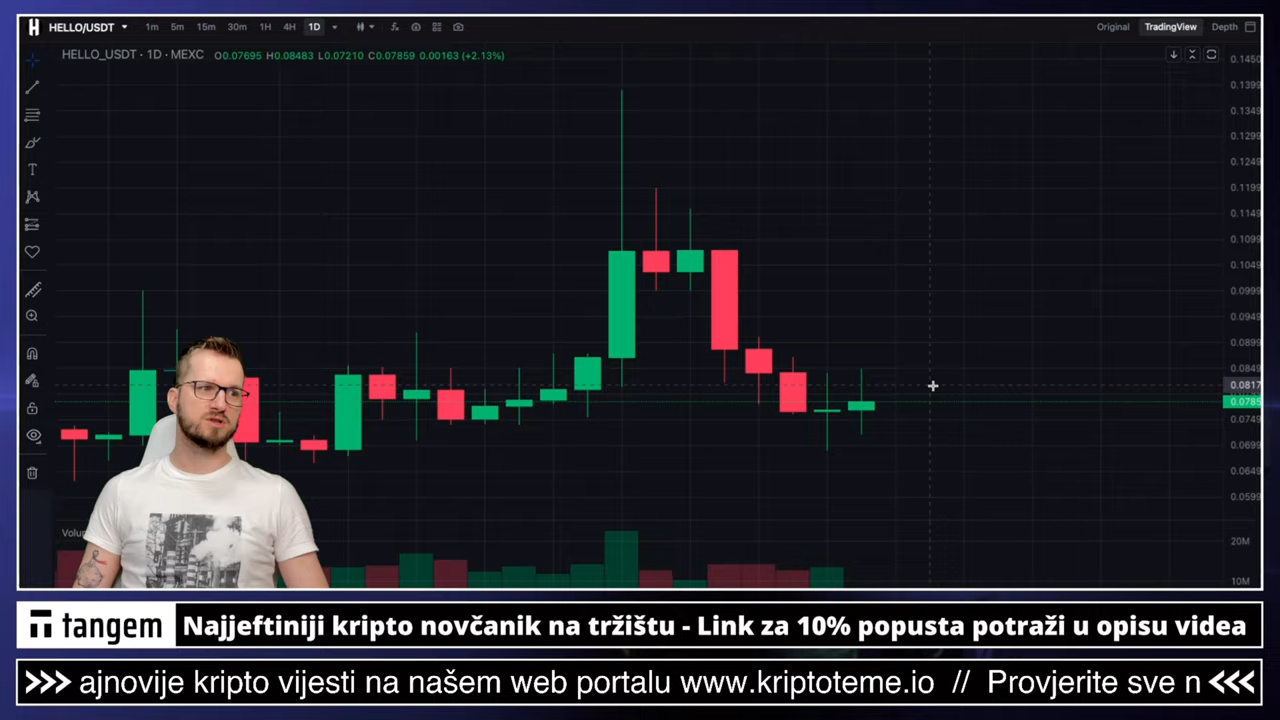 HELLO/USDT 1m 5m 15m 30m 1H 4H 1D Original TradingView Depth
HELLO_USDT · 1D · MEXC O0.07695 H0.08483 L0.07210 C0.07859 0.00163 (+2.13%)
0.1450
0.1399
0.1349
0.1299
0.1249
0.1199
0.1149
0.1099
0.1049
0.0999
0.0949
0.0899
0.0849
0.0817
0.0785
0.0749
0.0699
0.0649
0.0599
Volu
20M
10M
tangem Najjeftiniji kripto novčanik na tržištu - Link za 10% popusta potraži u opisu videa
>>> ajnovije kripto vijesti na našem web portalu www.kriptoteme.io // Provjerite sve n <<<